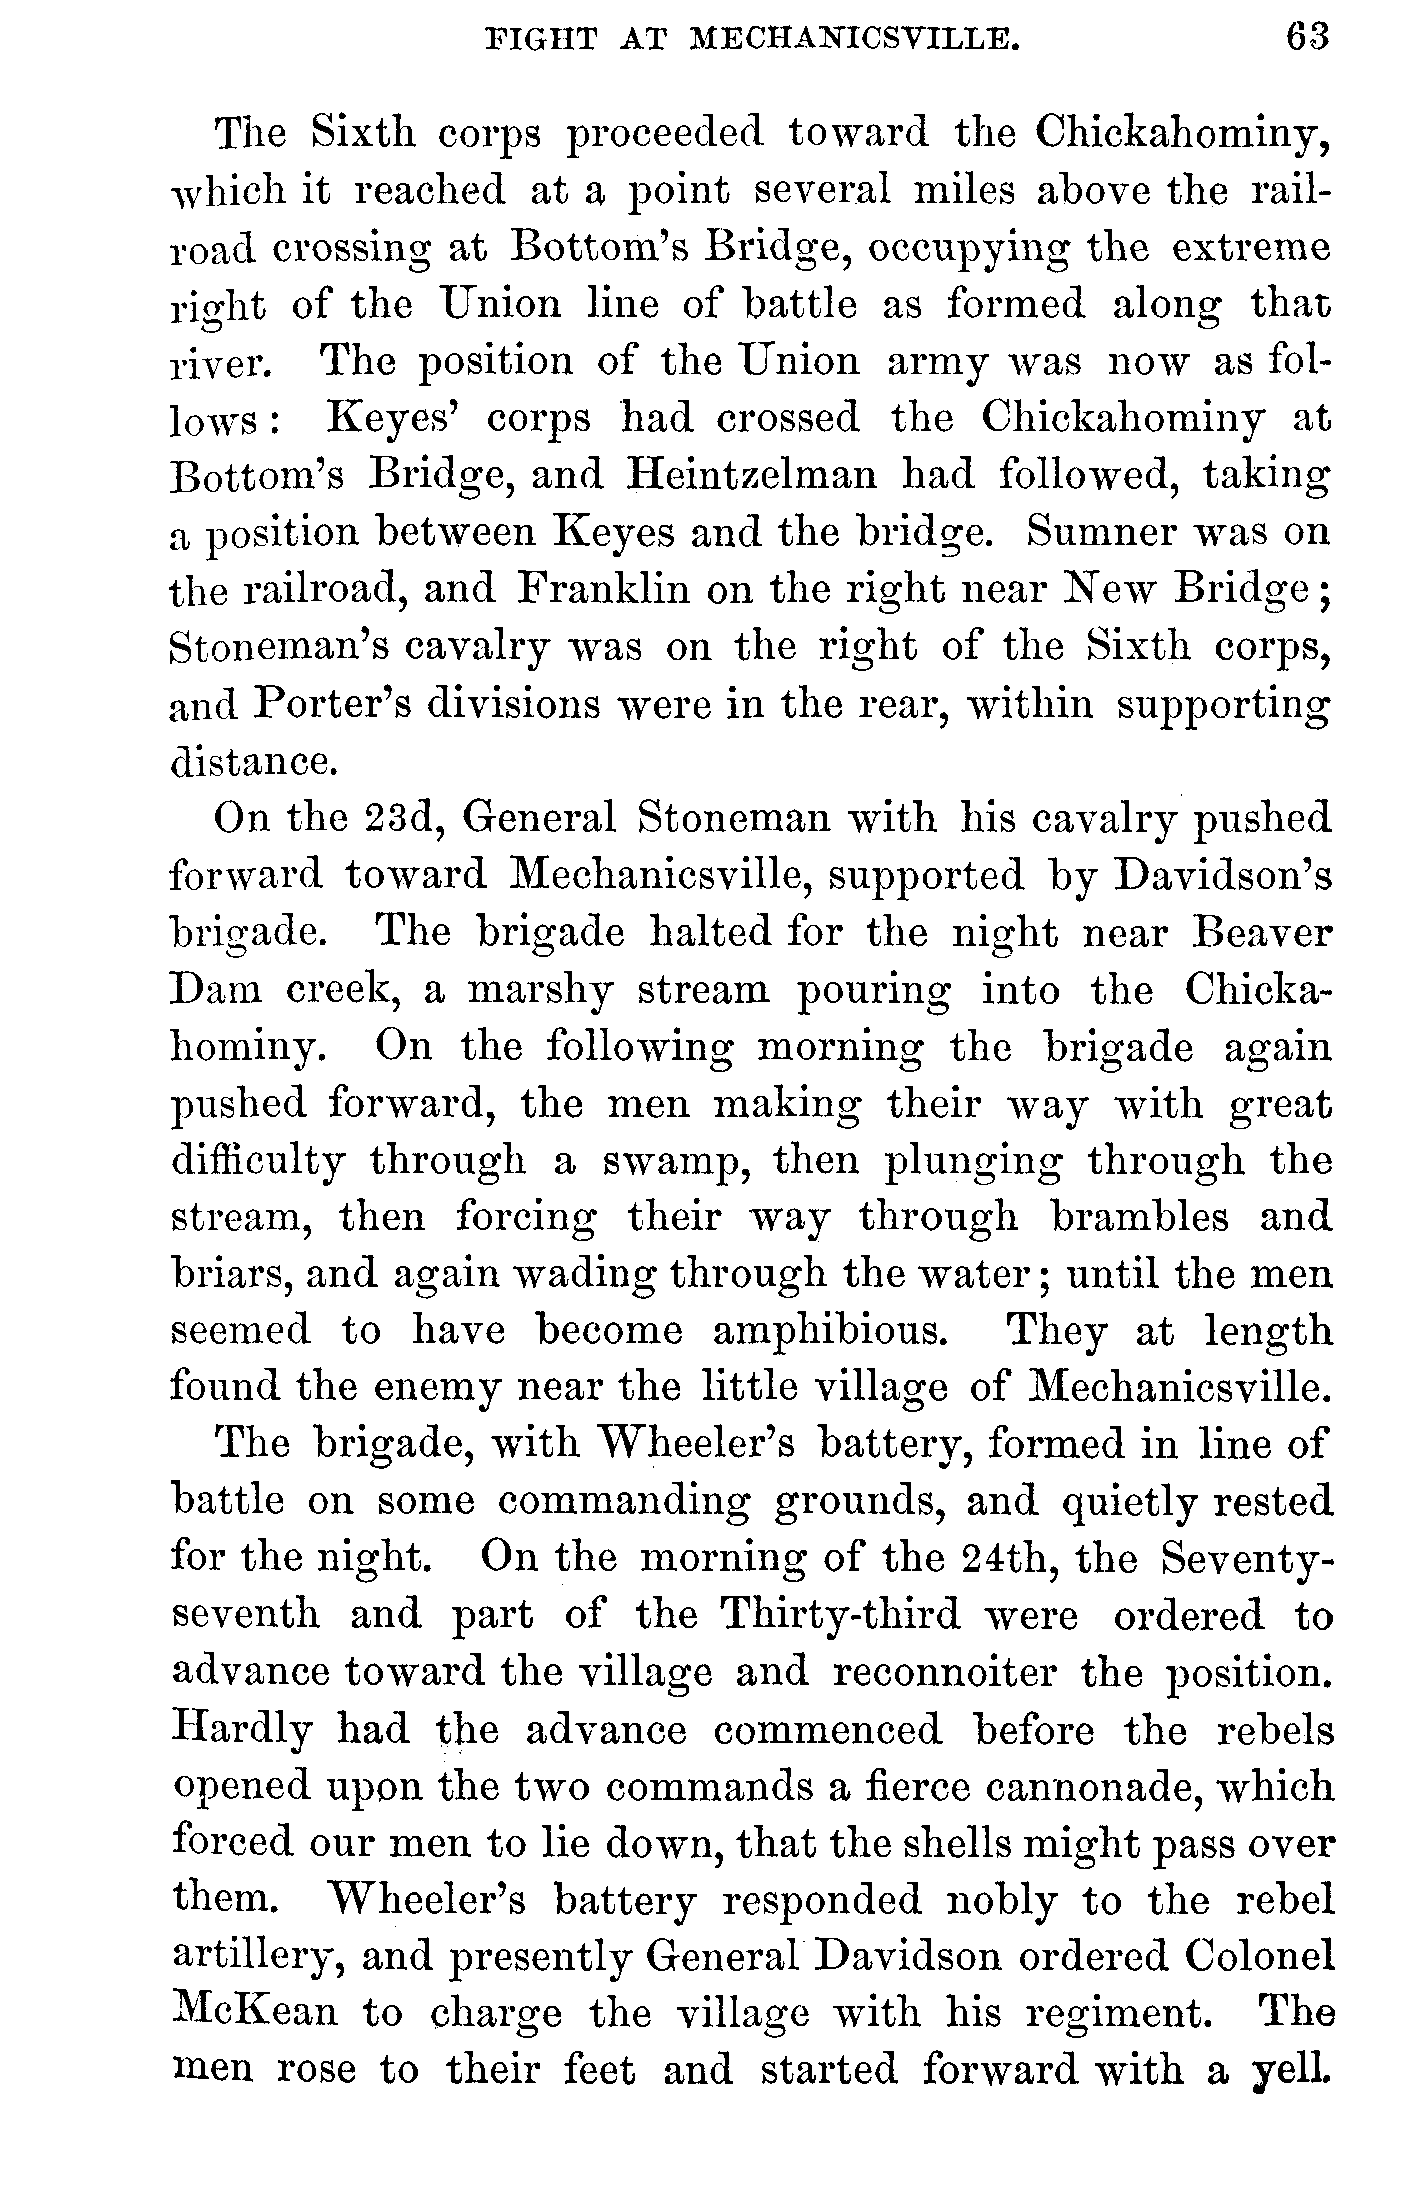 FIGHT AT MECHANICSVILLE. 63
The Sixth corps proceeded toward the Chickahominy,
which it reached at a point several miles above the rail-
road crossing at Bottom's Bridge, occupying the extreme
right of the Union line of battle as formed along that
river. The position of the Union army was now as fol-
lows : Keyes' corps had crossed the Chickahominy at
Bottom's Bridge, and Heintzelman had followed, taking
a position between Keyes and the bridge. Sumner was on
the railroad, and Franklin on the right near New Bridge ;
Stoneman's cavalry was on the right of the Sixth corps,
and Porter's divisions were in the rear, within supporting
distance.
On the 23d, General Stoneman with his cavalry pushed
forward toward Mechanicsville, supported by Davidson's
brigade. The brigade halted for the night near Beaver
Dam creek, a marshy stream pouring into the Chicka-
hominy. On the following morning the brigade again
pushed forward, the men making their way with great
difficulty through a swamp, then plunging through the
stream, then forcing their way through brambles and
briars, and again wading through the water ; until the men
seemed to have become amphibious. They at length
found the enemy near the little village of Mechanicsville.
The brigade, with Wheeler's battery, formed in line of
battle on some commanding grounds, and quietly rested
for the night. On the morning of the 24th, the Seventy-
seventh and part of the Thirty-third were ordered to
advance toward the village and reconnoiter the position.
Hardly had the advance commenced before the rebels
opened upon the two commands a fierce cannonade, which
forced our men to lie down, that the shells might pass over
them. Wheeler's battery responded nobly to the rebel
artillery, and presently General Davidson ordered Colonel
McKean to charge the village with his regiment. The
men rose to their feet and started forward with a yell.